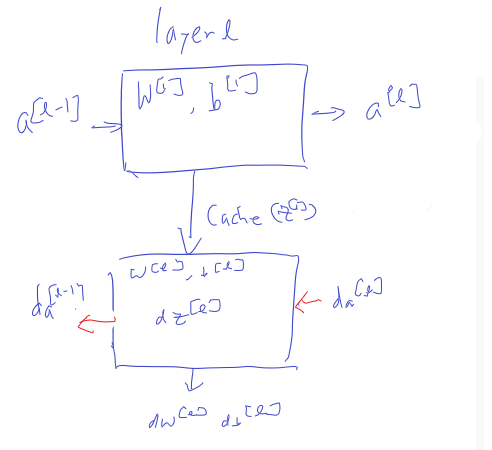 layer l
a[l-1]
W[l], b[l]
a[l]
Cache (z[l])
W[l], b[l]
da[l-1]
dz[l]
da[l]
dW[l] db[l]